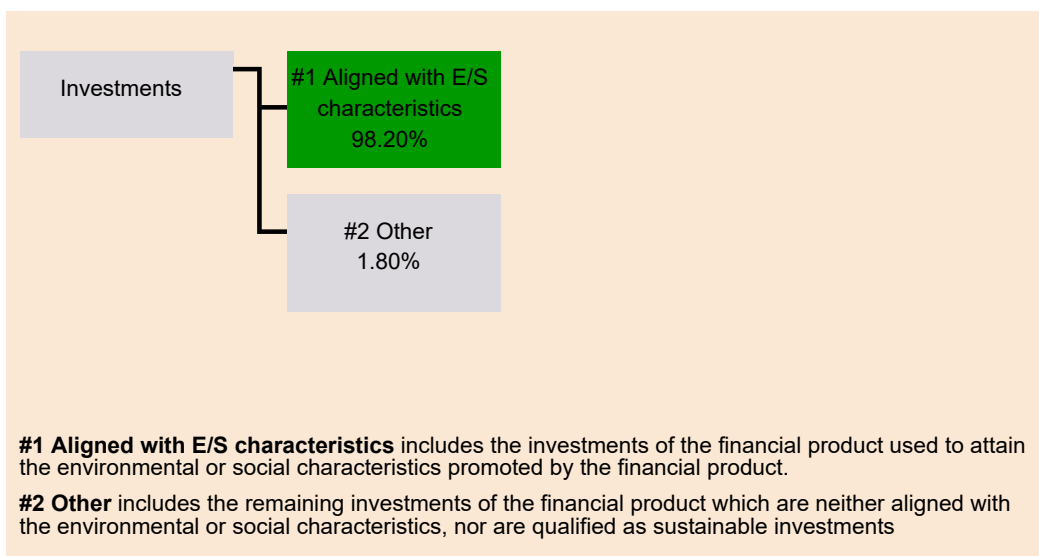 Investments
#1 Aligned with E/S
characteristics
98.20%
#2 Other
1.80%
#1 Aligned with E/S characteristics includes the investments of the financial product used to attain
the environmental or social characteristics promoted by the financial product.
#2 Other includes the remaining investments of the financial product which are neither aligned with
the environmental or social characteristics, nor are qualified as sustainable investments